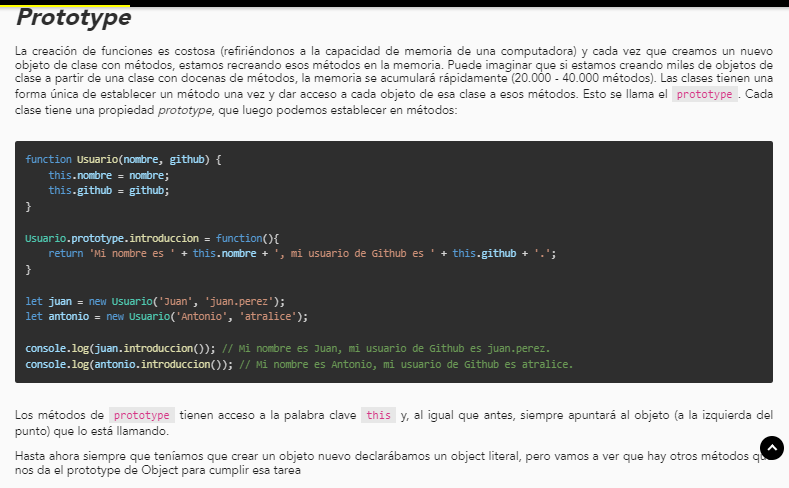 Prototype
La creación de funciones es costosa (refiriéndonos a la capacidad de memoria de una computadora) y cada vez que creamos un nuevo
objeto de clase con métodos, estamos recreando esos métodos en la memoria. Puede imaginar que si estamos creando miles de objetos de
clase a partir de una clase con docenas de métodos, la memoria se acumulará rápidamente (20.000 - 40.000 métodos). Las clases tienen una
forma única de establecer un método una vez y dar acceso a cada objeto de esa clase a esos métodos. Esto se llama el prototype. Cada
clase tiene una propiedad prototype, que luego podemos establecer en métodos:
function Usuario(nombre, github) {
    this.nombre = nombre;
    this.github = github;
}
Usuario.prototype.introduccion = function(){
    return 'Mi nombre es ' + this.nombre + ', mi usuario de Github es ' + this.github + '.';
}
let juan = new Usuario('Juan', 'juan.perez');
let antonio = new Usuario('Antonio', 'atralice');
console.log(juan.introduccion()); // Mi nombre es Juan, mi usuario de Github es juan.perez.
console.log(antonio.introduccion()); // Mi nombre es Antonio, mi usuario de Github es atralice.
Los métodos de prototype tienen acceso a la palabra clave this y, al igual que antes, siempre apuntará al objeto (a la izquierda del
punto) que lo está llamando.
Hasta ahora siempre que teníamos que crear un objeto nuevo declarábamos un object literal, pero vamos a ver que hay otros métodos
nos da el prototype de Object para cumplir esa tarea